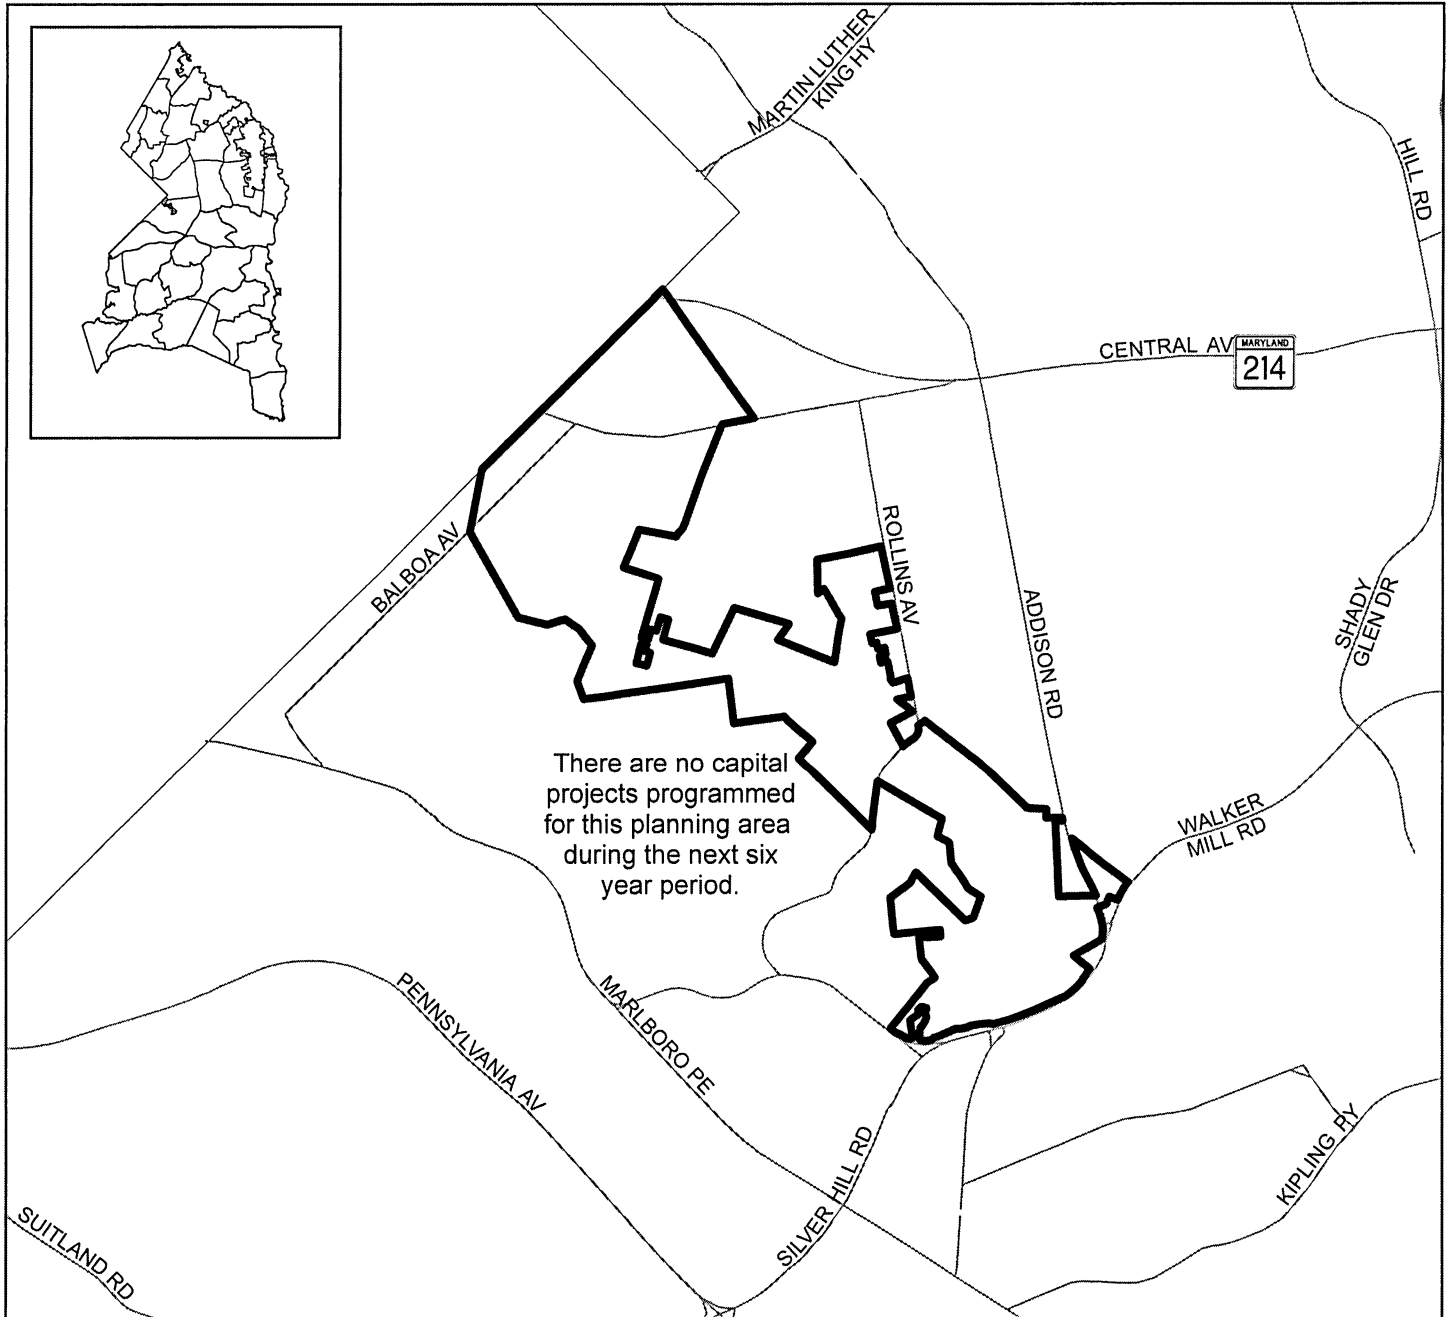 MARTIN LUTHER
KING HY
HILL RD
CENTRAL AV
MARYLAND
214
BALBOA AV
ROLLINS AV
ADDISON RD
SHADY
GLEN DR
There are no capital
projects programmed
for this planning area
during the next six
year period.
WALKER
MILL RD
PENNSYLVANIA AV
MARLBORO PE
SILVER HILL RD
KIPLING PY
SUITLAND RD